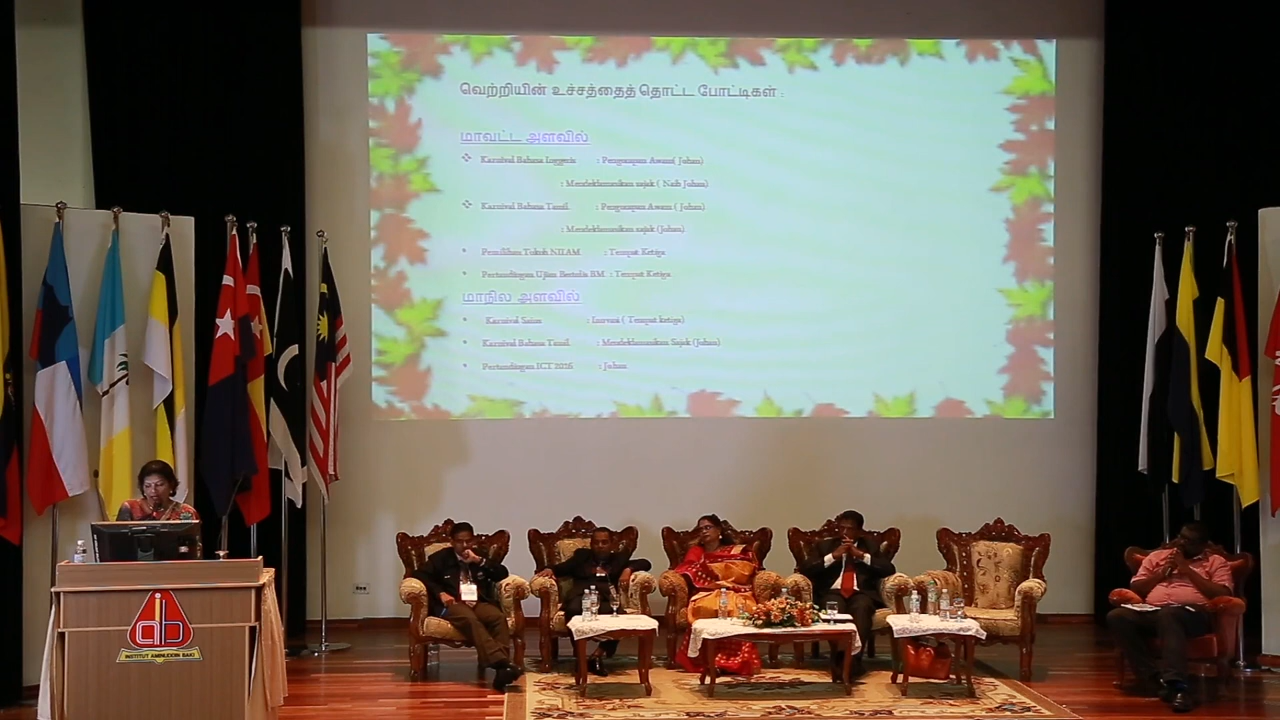 வெற்றியின் உச்சத்தைத் தொட்ட போட்டிகள் :
மாவட்ட அளவில்
Karnival Bahasa Inggeris : Pengucapan Awam( Johan)
: Mendeklamasikan sajak ( Naib Johan)
Karnival Bahasa Tamil : Pengucapan Awam ( Johan)
: Mendeklamasikan sajak (Johan)
Pemilihan Tokoh NILAM : Tempat Ketiga
Pertandingan Ujian Bertulis BM : Tempat Ketiga
மாநில அளவில்
Karnival Sains : Inovasi ( Tempat ketiga)
Karnival Bahasa Tamil : Mendeklamasikan Sajak (Johan)
Pertandingan ICT 2016 : Johan
INSTITUT AMINUDDIN BAKI